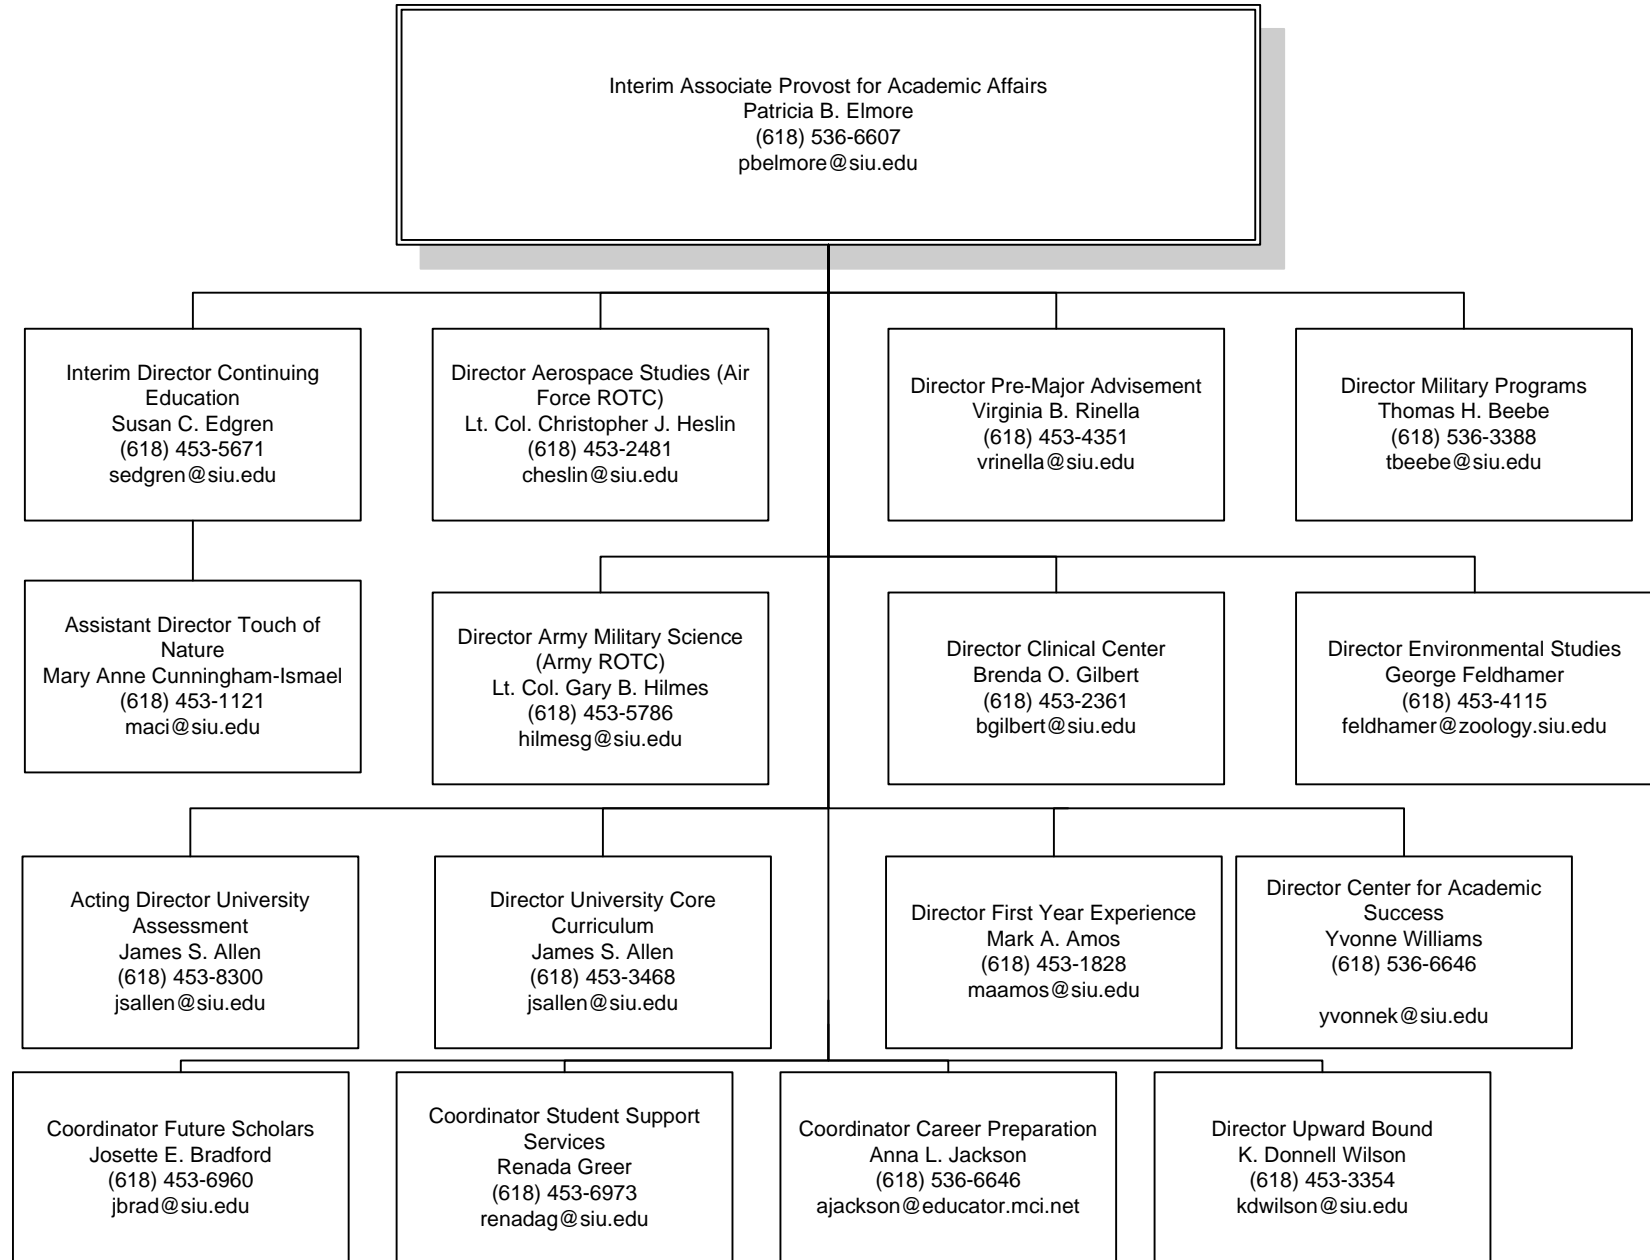 Interim Associate Provost for Academic Affairs
Patricia B. Elmore
(618) 536-6607
pbelmore@siu.edu
Interim Director Continuing
Education
Susan C. Edgren
(618) 453-5671
sedgren@siu.edu
Director Aerospace Studies (Air
Force ROTC)
Lt. Col. Christopher J. Heslin
(618) 453-2481
cheslin@siu.edu
Director Pre-Major Advisement
Virginia B. Rinella
(618) 453-4351
vrinella@siu.edu
Director Military Programs
Thomas H. Beebe
(618) 536-3388
tbeebe@siu.edu
Assistant Director Touch of
Nature
Mary Anne Cunningham-Ismael
(618) 453-1121
maci@siu.edu
Director Army Military Science
(Army ROTC)
Lt. Col. Gary B. Hilmes
(618) 453-5786
hilmesg@siu.edu
Director Clinical Center
Brenda O. Gilbert
(618) 453-2361
bgilbert@siu.edu
Director Environmental Studies
George Feldhamer
(618) 453-4115
feldhamer@zoology.siu.edu
Acting Director University
Assessment
James S. Allen
(618) 453-8300
jsallen@siu.edu
Director University Core
Curriculum
James S. Allen
(618) 453-3468
jsallen@siu.edu
Director First Year Experience
Mark A. Amos
(618) 453-1828
maamos@siu.edu
Director Center for Academic
Success
Yvonne Williams
(618) 536-6646
yvonnek@siu.edu
Coordinator Future Scholars
Josette E. Bradford
(618) 453-6960
jbrad@siu.edu
Coordinator Student Support
Services
Renada Greer
(618) 453-6973
renadag@siu.edu
Coordinator Career Preparation
Anna L. Jackson
(618) 536-6646
ajackson@educator.mci.net
Director Upward Bound
K. Donnell Wilson
(618) 453-3354
kdwilson@siu.edu